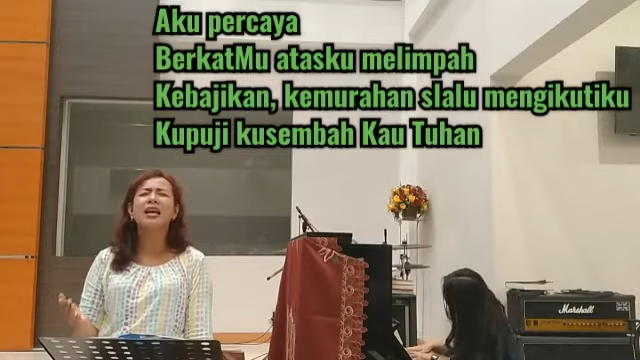 Aku percaya
BerkatMu atasku melimpah
Kebajikan, kemurahan slalu mengikutiku
Kupuji kusembah Kau Tuhan
Marshall